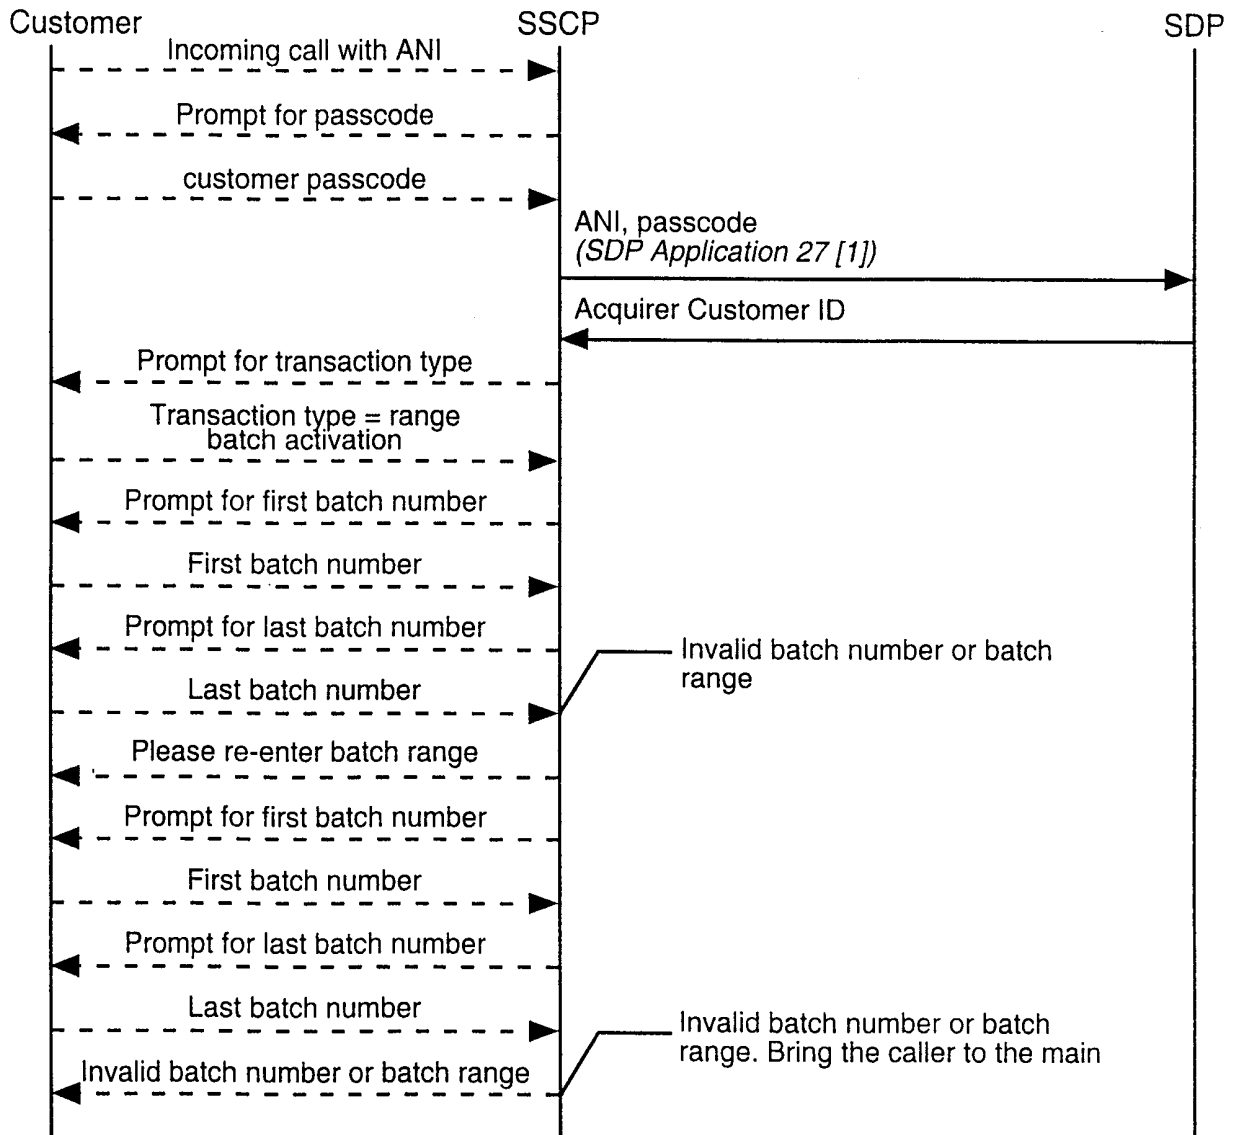 Customer
SSCP
SDP
Incoming call with ANI
Prompt for passcode
customer passcode
ANI, passcode
(SDP Application 27 [1])
Acquirer Customer ID
Prompt for transaction type
Transaction type = range
batch activation
Prompt for first batch number
First batch number
Prompt for last batch number
Invalid batch number or batch
range
Last batch number
Please re-enter batch range
Prompt for first batch number
First batch number
Prompt for last batch number
Last batch number
Invalid batch number or batch
range. Bring the caller to the main
Invalid batch number or batch range